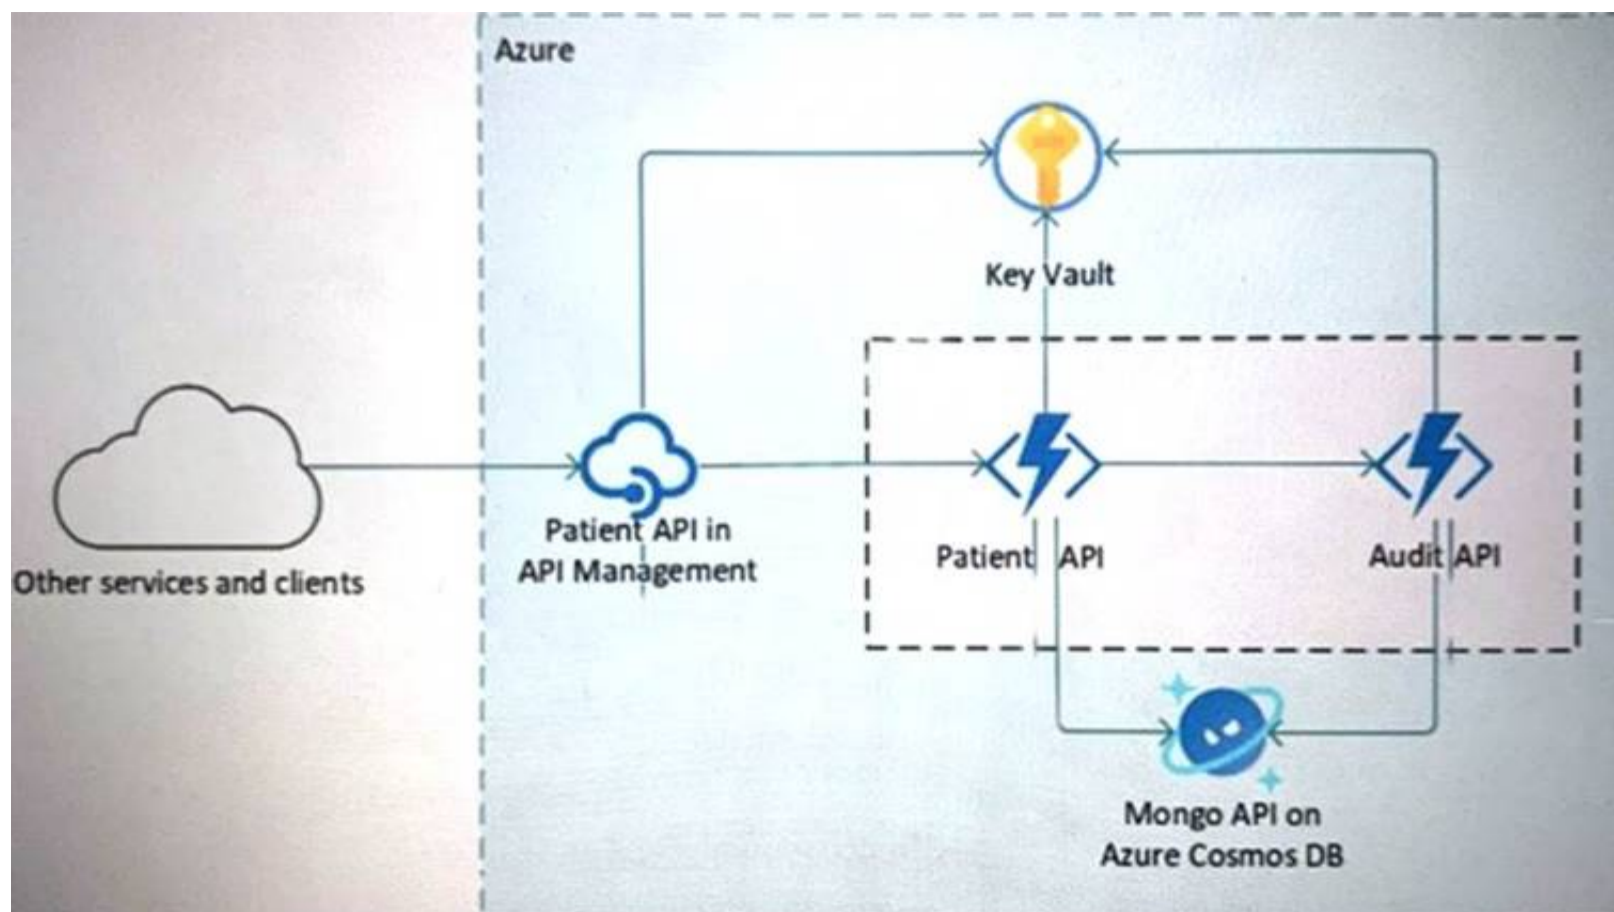 Azure
Key Vault
Other services and clients
Patient API in
API Management
Patient API
Audit API
Mongo API on
Azure Cosmos DB